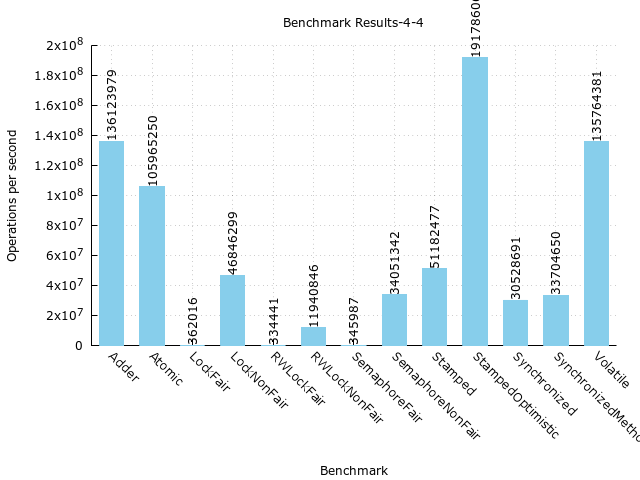 Benchmark Results-4-4
Operations per second
2x10⁸
1.8x10⁸
1.6x10⁸
1.4x10⁸
1.2x10⁸
1x10⁸
8x10⁷
6x10⁷
4x10⁷
2x10⁷
0
136123979
105965250
362016
46846299
334441
11940846
345987
34051342
51182477
30528691
33704650
135764381
Adder
Atomic
LockFair
LockNonFair
RWLockFair
RWLockNonFair
SemaphoreFair
SemaphoreNonFair
Stamped
StampedOptimistic
Synchronized
Volatile
Benchmark